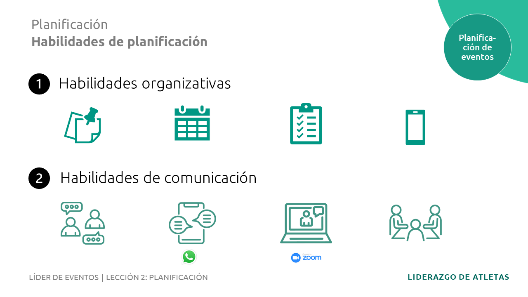 Planificación
Habilidades de planificación
Planifica-
ción de
eventos
1 Habilidades organizativas
2 Habilidades de comunicación
zoom
LÍDER DE EVENTOS | LECCIÓN 2: PLANIFICACIÓN
LIDERAZGO DE ATLETAS